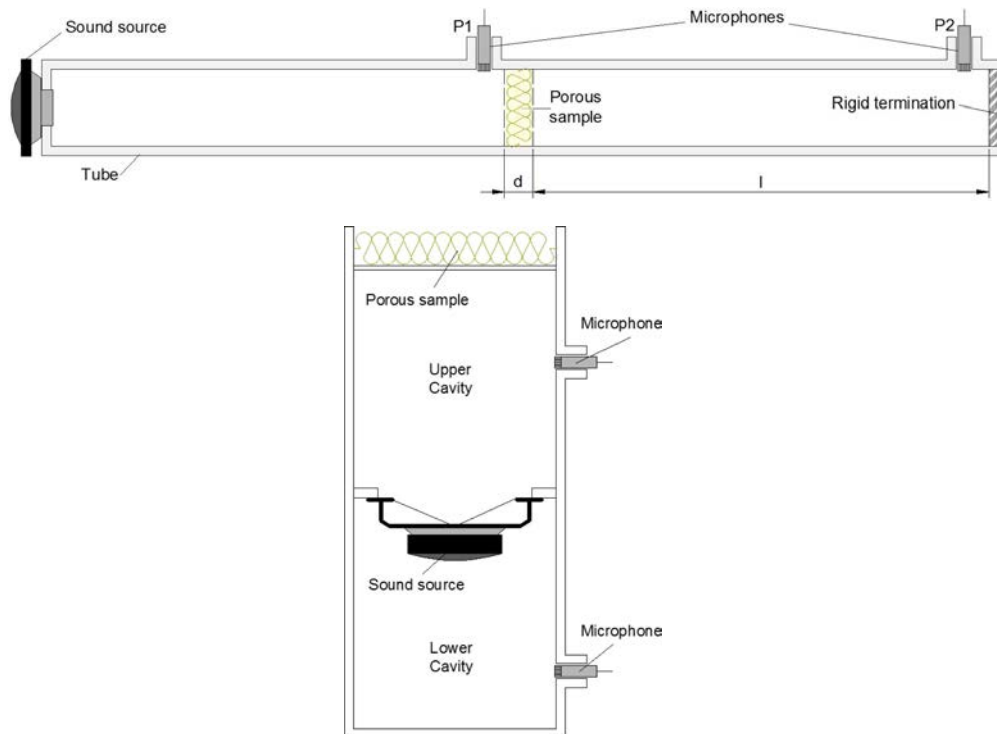 Sound source
P1
Microphones
P2
Porous
sample
Rigid termination
Tube
d
l
Porous sample
Microphone
Upper
Cavity
Sound source
Microphone
Lower
Cavity